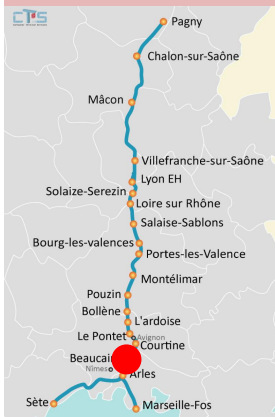 CTS
Pagny
Chalon-sur-Saône
Mâcon
Villefranche-sur-Saône
Lyon EH
Solaize-Serezin
Loire sur Rhône
Salaise-Sablons
Bourg-les-valences
Portes-les-Valence
Montélimar
Pouzin
Bollène
L'ardoise
Le Pontet
Avignon
Courtine
Nîmes
Arles
Sète
Marseille-Fos